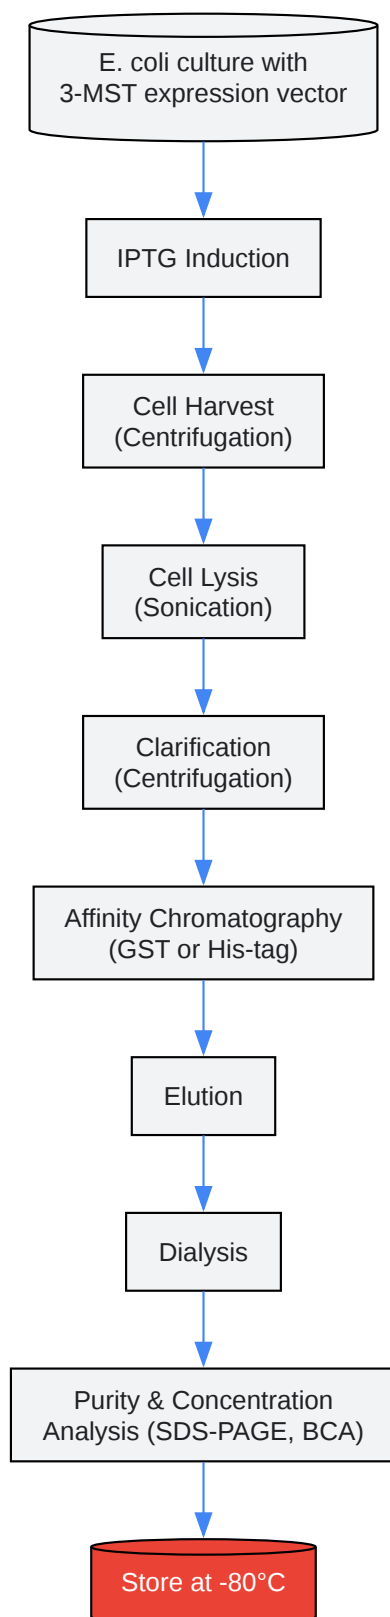 E. coli culture with
3-MST expression vector
IPTG Induction
Cell Harvest
(Centrifugation)
Cell Lysis
(Sonication)
Clarification
(Centrifugation)
Affinity Chromatography
(GST or His-tag)
Elution
Dialysis
Purity & Concentration
Analysis (SDS-PAGE, BCA)
Store at -80°C